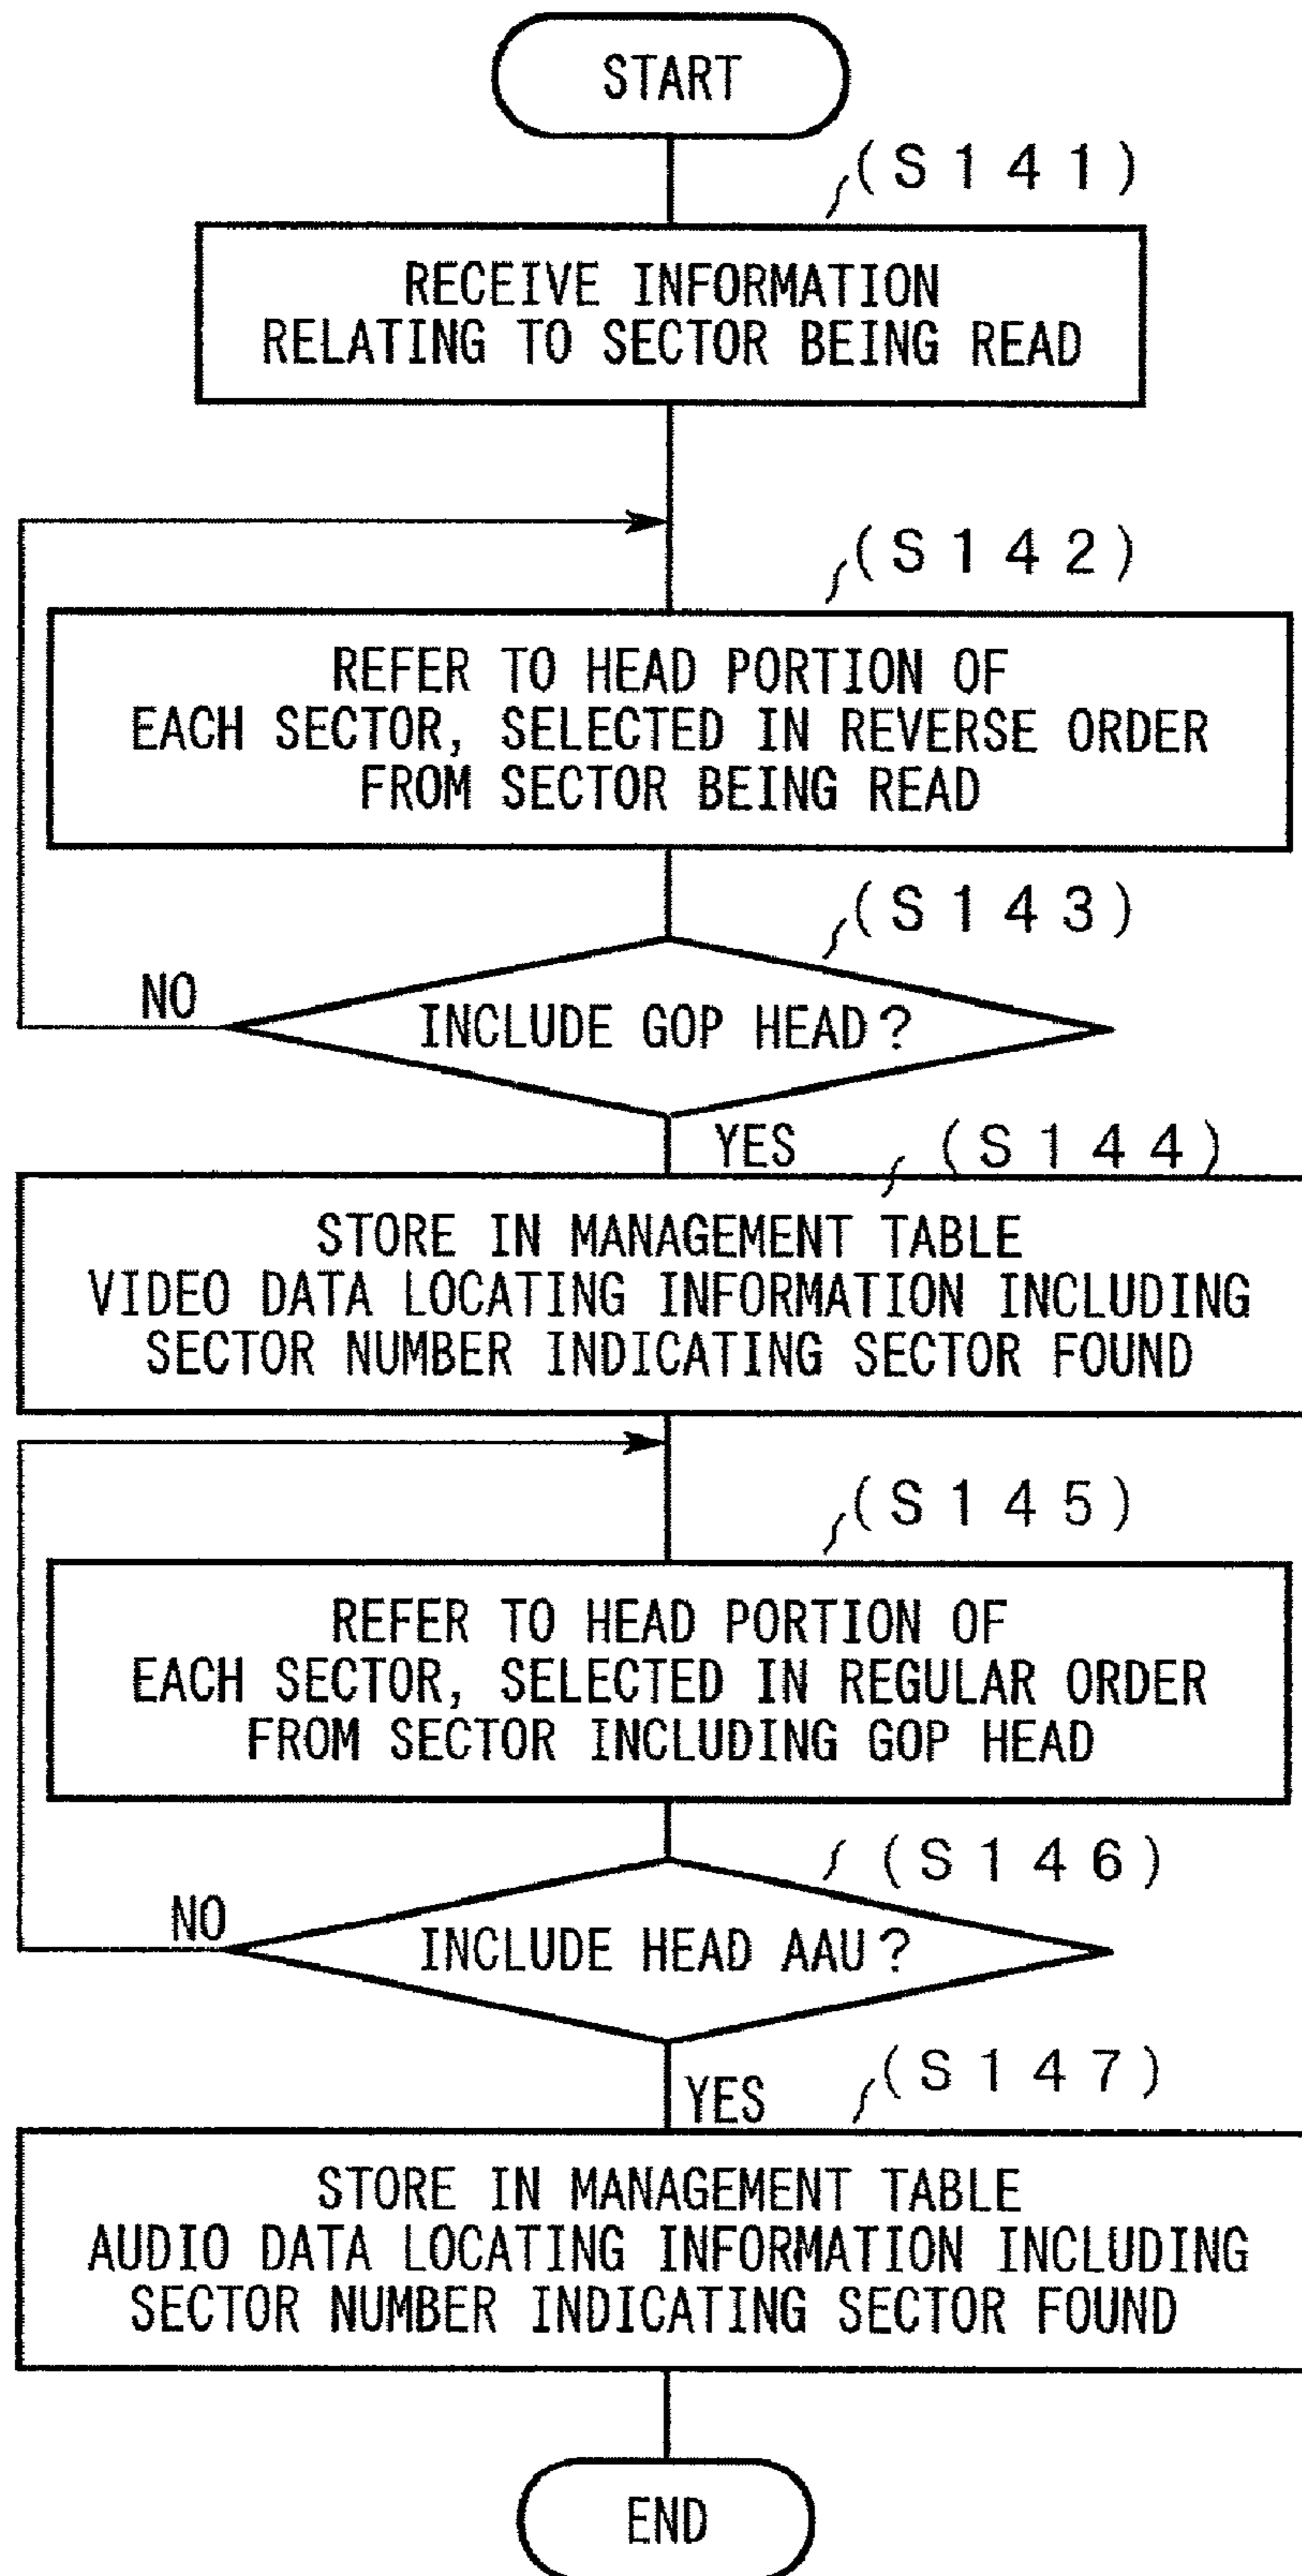 START
(S141)
RECEIVE INFORMATION
RELATING TO SECTOR BEING READ
(S142)
REFER TO HEAD PORTION OF
EACH SECTOR, SELECTED IN REVERSE ORDER
FROM SECTOR BEING READ
(S143)
NO
INCLUDE GOP HEAD?
YES
(S144)
STORE IN MANAGEMENT TABLE
VIDEO DATA LOCATING INFORMATION INCLUDING
SECTOR NUMBER INDICATING SECTOR FOUND
(S145)
REFER TO HEAD PORTION OF
EACH SECTOR, SELECTED IN REGULAR ORDER
FROM SECTOR INCLUDING GOP HEAD
(S146)
NO
INCLUDE HEAD AAU?
(S147)
YES
STORE IN MANAGEMENT TABLE
AUDIO DATA LOCATING INFORMATION INCLUDING
SECTOR NUMBER INDICATING SECTOR FOUND
END